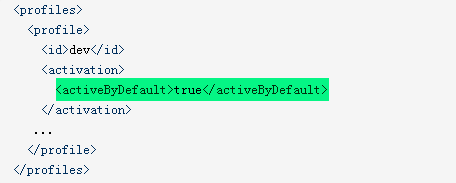 <profiles>
<profile>
<id>dev</id>
<activation>
<activeByDefault>true</activeByDefault>
</activation>
...
</profile>
</profiles>